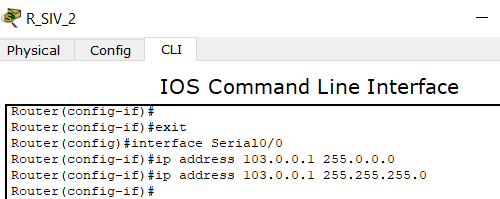 R_SIV_2
Physical Config CLI
IOS Command Line Interface
Router(config-if)#
Router(config-if)#exit
Router(config)#interface Serial0/0
Router(config-if)#ip address 103.0.0.1 255.0.0.0
Router(config-if)#ip address 103.0.0.1 255.255.255.0
Router(config-if)#